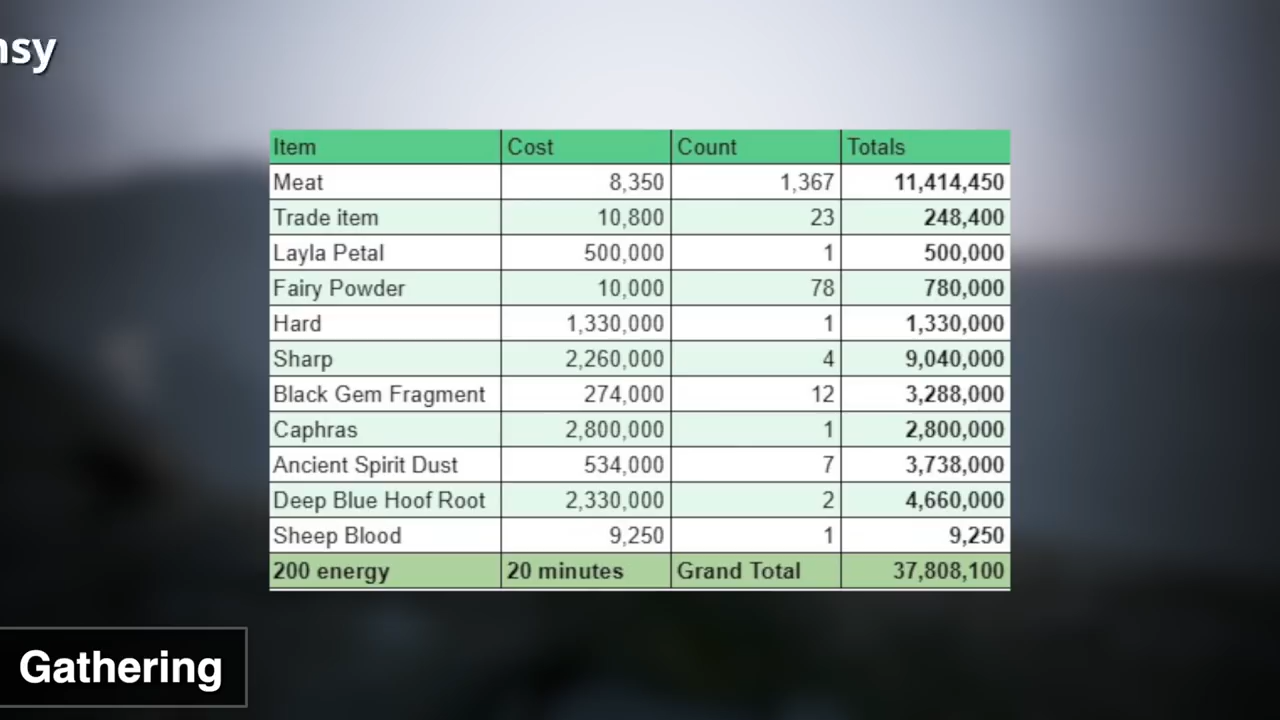 nsy
Item Cost Count Totals
Meat 8,350 1,367 11,414,450
Trade item 10,800 23 248,400
Layla Petal 500,000 1 500,000
Fairy Powder 10,000 78 780,000
Hard 1,330,000 1 1,330,000
Sharp 2,260,000 4 9,040,000
Black Gem Fragment 274,000 12 3,288,000
Caphras 2,800,000 1 2,800,000
Ancient Spirit Dust 534,000 7 3,738,000
Deep Blue Hoof Root 2,330,000 2 4,660,000
Sheep Blood 9,250 1 9,250
200 energy 20 minutes Grand Total 37,808,100
Gathering